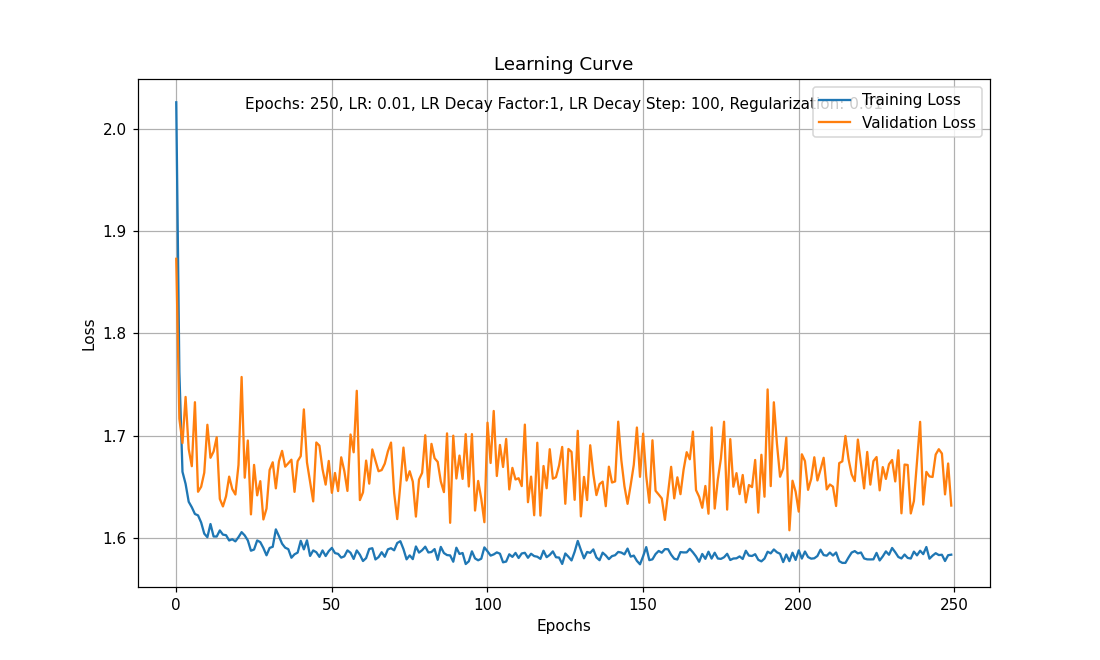 Learning Curve
Epochs: 250, LR: 0.01, LR Decay Factor:1, LR Decay Step: 100, Regularization: 0.01
Training Loss
Validation Loss
2.0
1.9
1.8
1.7
1.6
Loss
0 50 100 150 200 250
Epochs